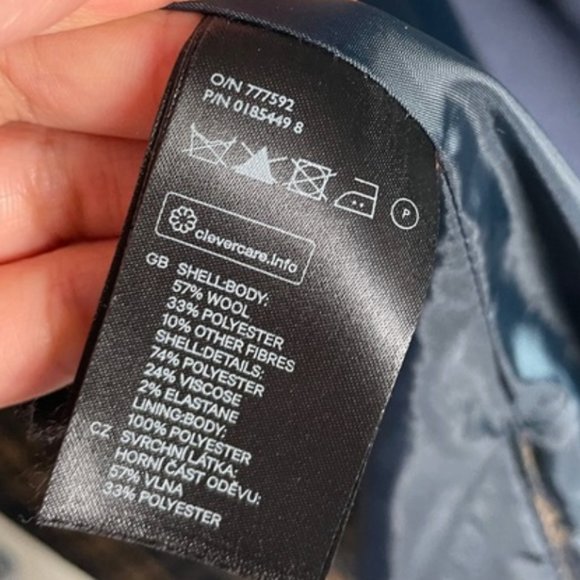 O/N 777592
P/N 0185449 8
P
clevercare.info
GB SHELL:BODY:
57% WOOL
33% POLYESTER
10% OTHER FIBRES
SHELL:DETAILS:
74% POLYESTER
24% VISCOSE
2% ELASTANE
LINING:BODY:
100% POLYESTER
CZ SVRCHNÍ LÁTKA:
HORNÍ ČÁST ODĚVU:
57% VLNA
33% POLYESTER